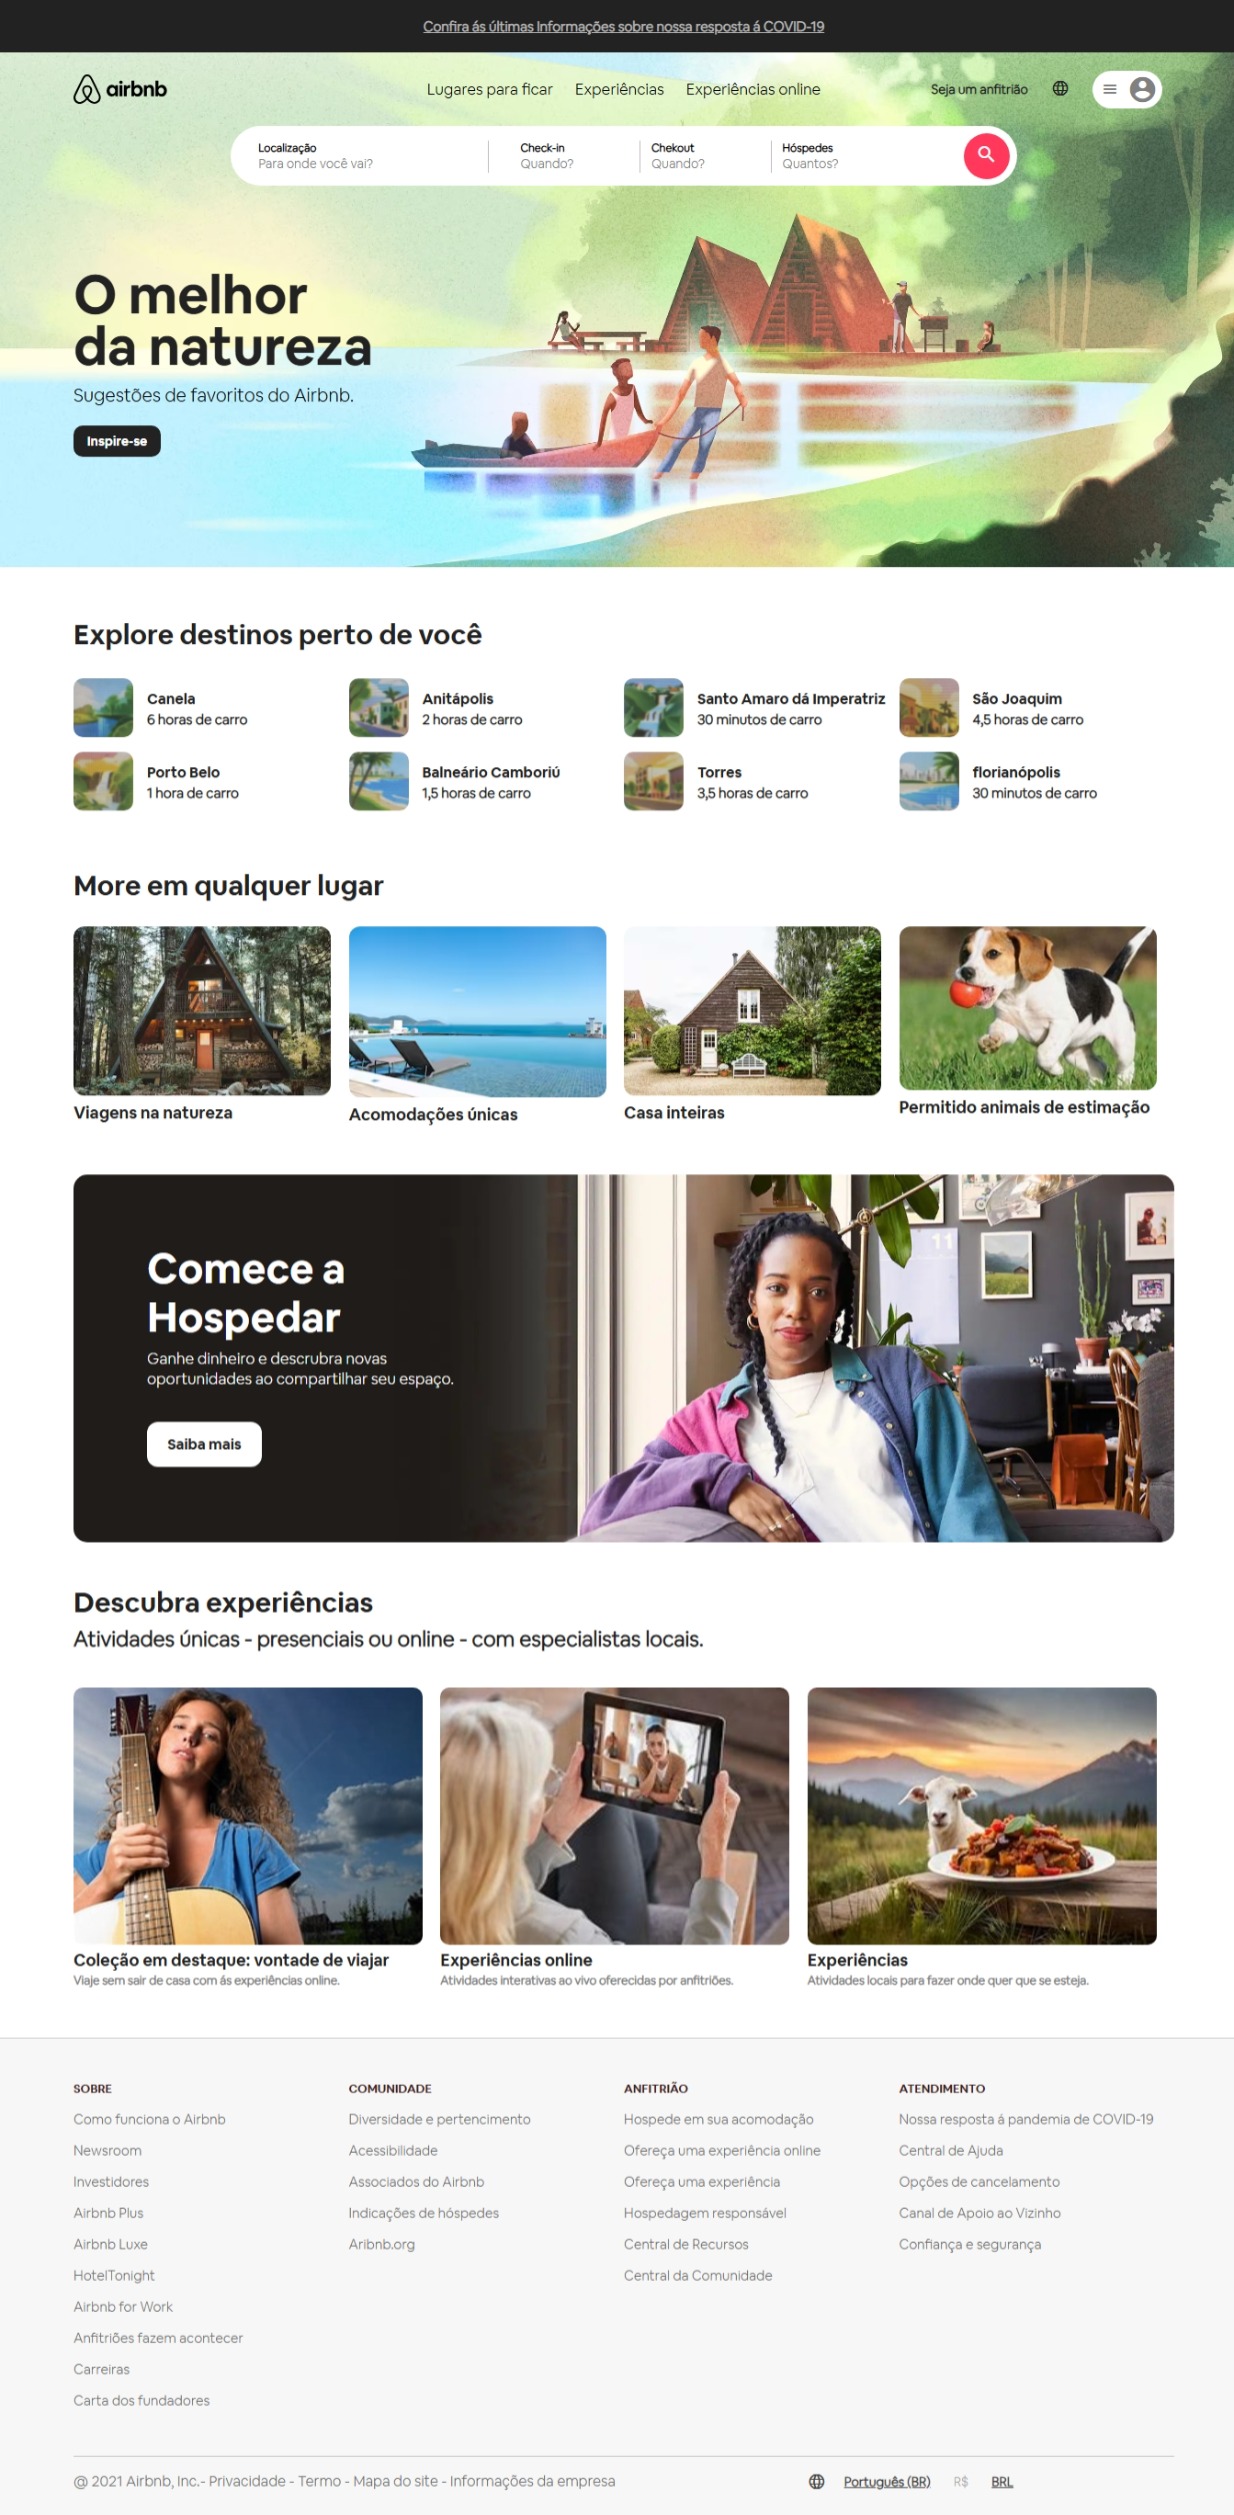 Confira ás últimas Informações sobre nossa resposta á COVID-19
airbnb
Lugares para ficar
Experiências
Experiências online
Seja um anfitrião
Localização
Para onde você vai?
Check-in
Quando?
Chekout
Quando?
Hóspedes
Quantos?
O melhor
da natureza
Sugestões de favoritos do Airbnb.
Inspire-se
Explore destinos perto de você
Canela
6 horas de carro
Anitápolis
2 horas de carro
Santo Amaro dá Imperatriz
30 minutos de carro
São Joaquim
4,5 horas de carro
Porto Belo
1 hora de carro
Balneário Camboriú
1,5 horas de carro
Torres
3,5 horas de carro
florianópolis
30 minutos de carro
More em qualquer lugar
Viagens na natureza
Acomodações únicas
Casa inteiras
Permitido animais de estimação
11
Comece a
Hospedar
Ganhe dinheiro e descrubra novas
oportunidades ao compartilhar seu espaço.
Saiba mais
Descubra experiências
Atividades únicas - presenciais ou online - com especialistas locais.
Coleção em destaque: vontade de viajar
Viaje sem sair de casa com ás experiências online.
Experiências online
Atividades interativas ao vivo oferecidas por anfitriões.
Experiências
Atividades locais para fazer onde quer que se esteja.
SOBRE
Como funciona o Airbnb
Newsroom
Investidores
Airbnb Plus
Airbnb Luxe
HotelTonight
Airbnb for Work
Anfitriões fazem acontecer
Carreiras
Carta dos fundadores
COMUNIDADE
Diversidade e pertencimento
Acessibilidade
Associados do Airbnb
Indicações de hóspedes
Aribnb.org
ANFITRIÃO
Hospede em sua acomodação
Ofereça uma experiência online
Ofereça uma experiência
Hospedagem responsável
Central de Recursos
Central da Comunidade
ATENDIMENTO
Nossa resposta á pandemia de COVID-19
Central de Ajuda
Opções de cancelamento
Canal de Apoio ao Vizinho
Confiança e segurança
@ 2021 Airbnb, Inc.- Privacidade - Termo - Mapa do site - Informações da empresa
Português (BR)
R$
BRL